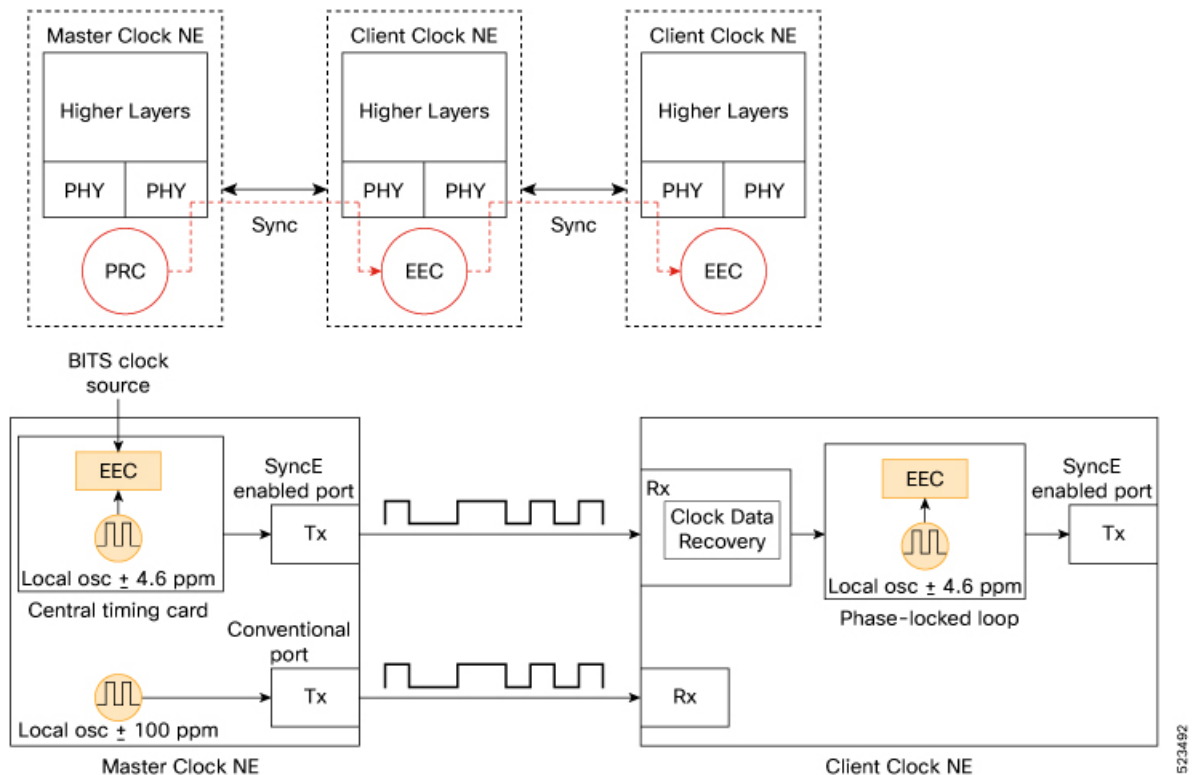 Master Clock NE
Client Clock NE
Client Clock NE
Higher Layers
Higher Layers
Higher Layers
PHY
PHY
PHY
PHY
PHY
PHY
Sync
Sync
PRC
EEC
EEC
BITS clock
source
EEC
SyncE
enabled port
Tx
Local osc ± 4.6 ppm
Central timing card
Rx
Clock Data
Recovery
EEC
Local osc ± 4.6 ppm
Phase-locked loop
SyncE
enabled port
Tx
Conventional
port
Tx
Local osc ± 100 ppm
Rx
Master Clock NE
Client Clock NE
523492